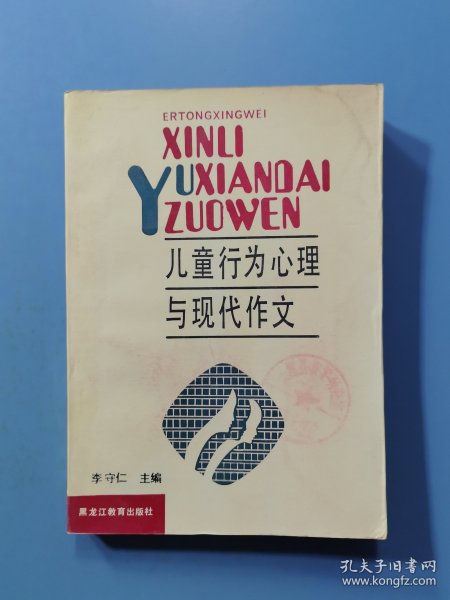 ERTONGXINGWEI
XINLI
YUXIANDAI
ZUOWEN
儿童行为心理
与现代作文
李守仁 主编
黑龙江教育出版社
孔夫子旧书网
www.kongfz.com